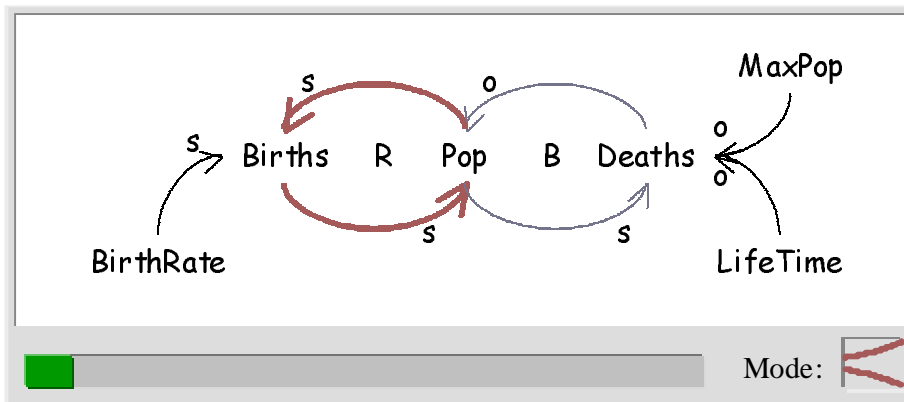 MaxPop
s
o
o
s
Births R Pop B Deaths
o
s
s
BirthRate
LifeTime
Mode: